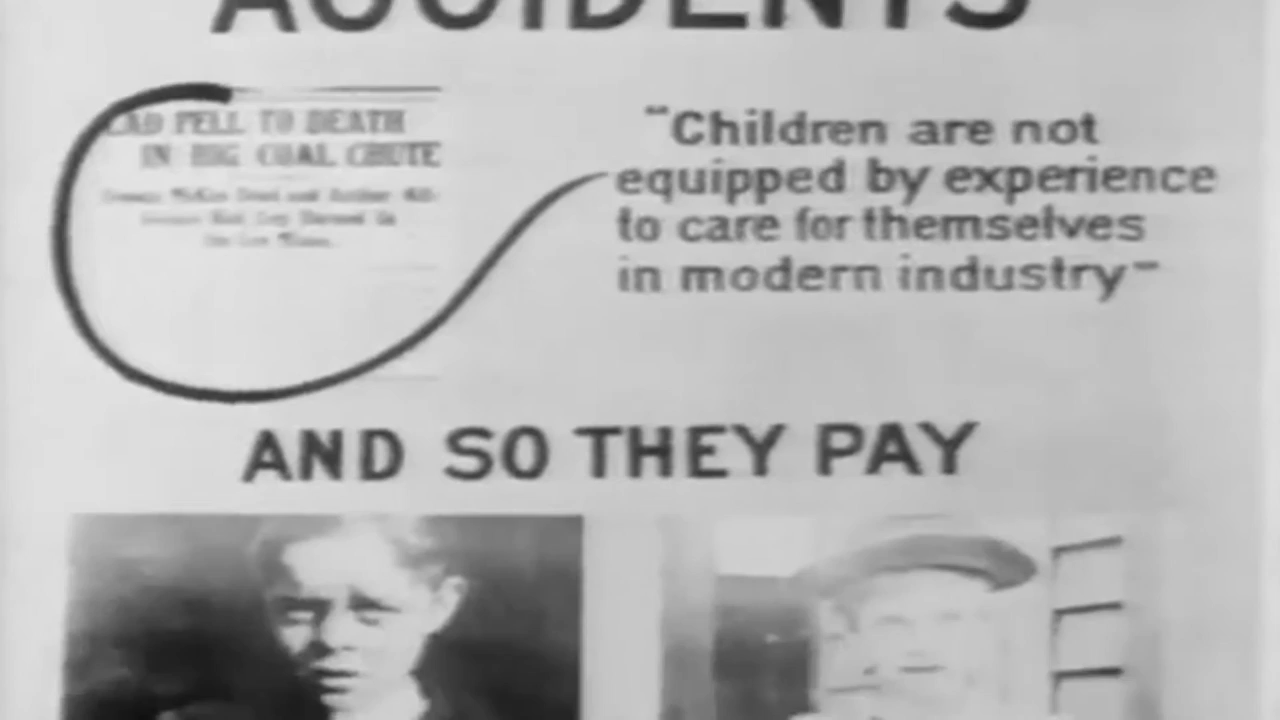 ACCIDENTS
LAD FELL TO DEATH
IN BIG COAL CHUTE
"Children are not
equipped by experience
to care for themselves
in modern industry"
AND SO THEY PAY